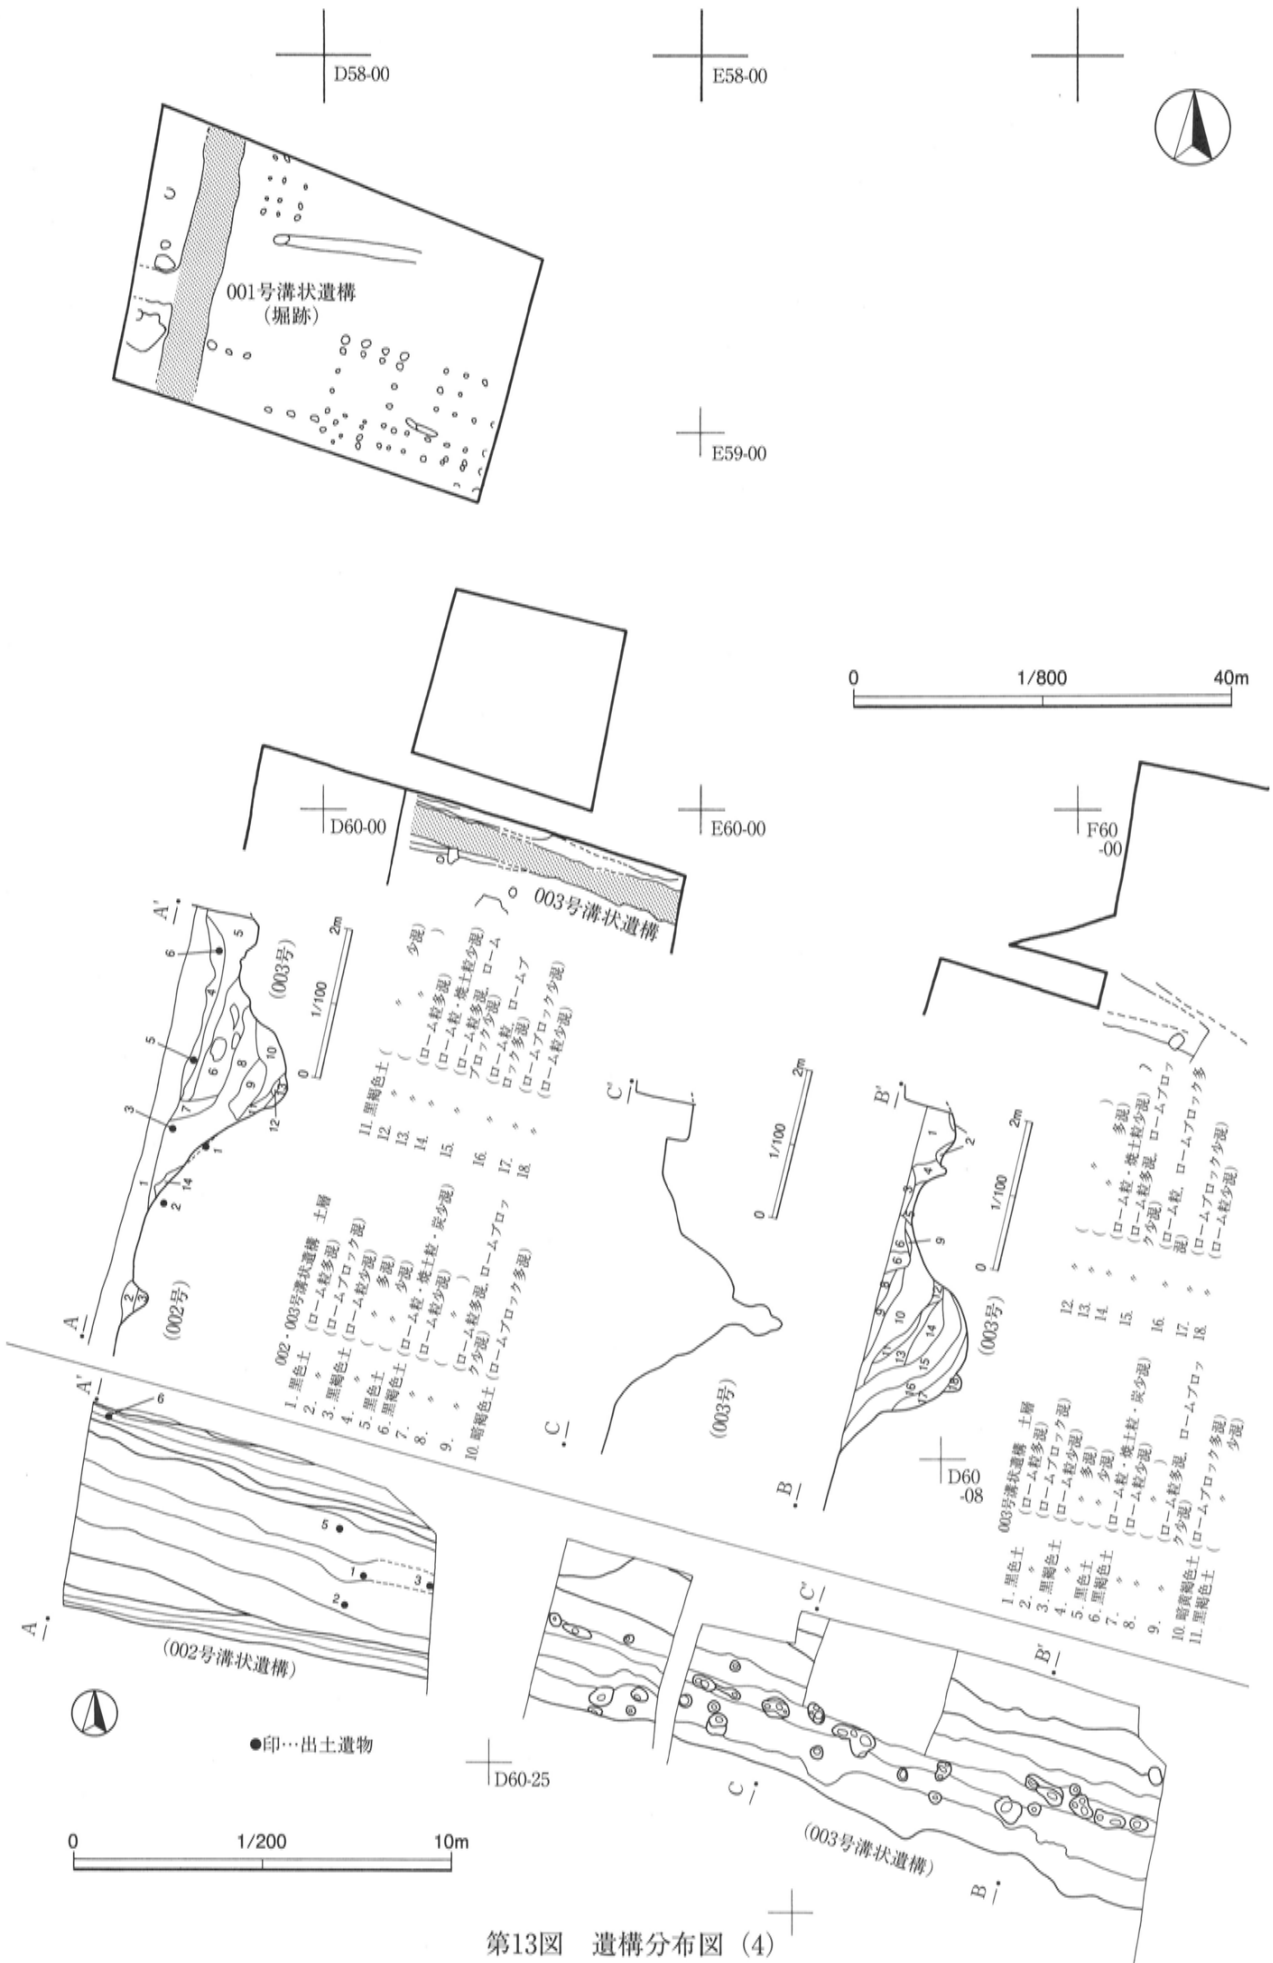 D58-00
E58-00
001号溝状遺構
(堀跡)
E59-00
0 1/800 40m
D60-00
E60-00
F60
-00
003号溝状遺構
A'
6
5
4
5
6
3
7
8
9
10
11
12
13
1
1
14
2
2
3
A
(003号)
(002号)
0 1/100 2m
002・003号溝状遺構 土層
1. 黒色土 (ローム粒多混)
2. 〃 (ロームブロック混)
3. 黒褐色土 (ローム粒少混)
4. 〃 ( 〃 多混)
5. 黒色土 ( 〃 少混)
6. 黒褐色土 (ローム粒・焼土粒・炭少混)
7. 〃 (ローム粒少混)
8. 〃 ( 〃 )
9. 〃 (ローム粒多混、ロームブロッ
ク少混)
10. 暗褐色土 (ロームブロック多混)
11. 黒褐色土 ( 〃 少混)
12. 〃 ( 〃 )
13. 〃 (ローム粒多混)
14. 〃 (ローム粒・焼土粒少混)
15. 〃 (ローム粒多混、ローム
ブロック少混)
16. 〃 (ローム粒、ロームブ
ロック多混)
17. 〃 (ロームブロック少混)
18. 〃 (ローム粒少混)
C'
C
(003号)
0 1/100 2m
B'
1
2
4
3
5
6
6
9
8
9
10
12
11
13
14
15
16
17
18
B
(003号)
0 1/100 2m
D60
-08
003号溝状遺構 土層
1. 黒色土 (ローム粒多混)
2. 〃 (ロームブロック混)
3. 黒褐色土 (ローム粒少混)
4. 〃 ( 〃 多混)
5. 黒色土 ( 〃 少混)
6. 黒褐色土 (ローム粒・焼土粒・炭少混)
7. 〃 (ローム粒少混)
8. 〃 ( 〃 )
9. 〃 (ローム粒多混、ロームブロッ
ク少混)
10. 暗黄褐色土 (ロームブロック多混)
11. 黒褐色土 ( 〃 少混)
12. 〃 ( 〃 )
13. 〃 ( 〃 多混)
14. 〃 (ローム粒・焼土粒少混)
15. 〃 (ローム粒多混、ロームブロッ
ク少混)
16. 〃 (ローム粒、ロームブロック多
混)
17. 〃 (ロームブロック少混)
18. 〃 (ローム粒少混)
A'
6
5
1
3
2
A
(002号溝状遺構)
●印…出土遺物
D60-25
C'
B'
C
B
(003号溝状遺構)
0 1/200 10m
第13図 遺構分布図(4)